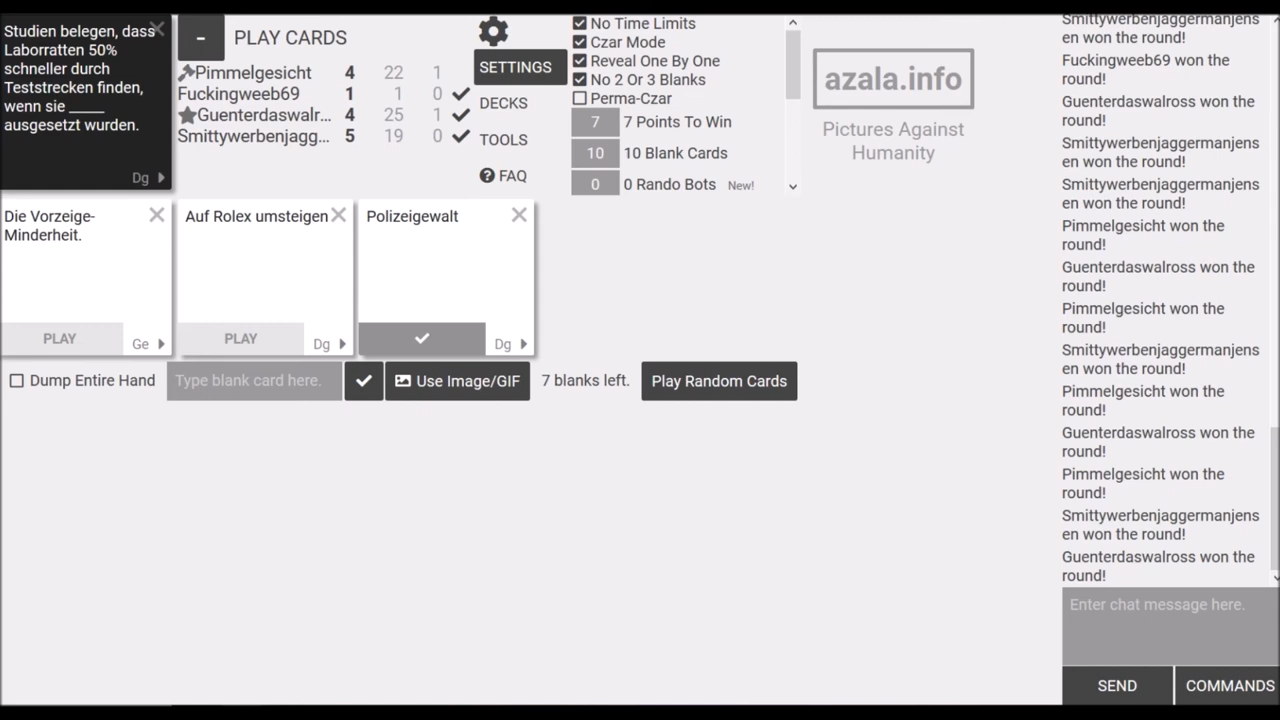 Studien belegen, dass
Laborratten 50%
schneller durch
Teststrecken finden,
wenn sie _____
ausgesetzt wurden.
Dg
-
PLAY CARDS
Pimmelgesicht 4 22 1
Fuckingweeb69 1 1 0
Guenterdaswalr... 4 25 1
Smittywerbenjagg... 5 19 0
SETTINGS
DECKS
TOOLS
FAQ
No Time Limits
Czar Mode
Reveal One By One
No 2 Or 3 Blanks
Perma-Czar
7 7 Points To Win
10 10 Blank Cards
0 0 Rando Bots New!
azala.info
Pictures Against
Humanity
Die Vorzeige-
Minderheit.
PLAY
Ge
Auf Rolex umsteigen
PLAY
Dg
Polizeigewalt
Dg
Dump Entire Hand
Type blank card here.
Use Image/GIF
7 blanks left.
Play Random Cards
Smittywerbenjaggermanjens
en won the round!
Fuckingweeb69 won the
round!
Guenterdaswalross won the
round!
Smittywerbenjaggermanjens
en won the round!
Smittywerbenjaggermanjens
en won the round!
Pimmelgesicht won the
round!
Guenterdaswalross won the
round!
Pimmelgesicht won the
round!
Smittywerbenjaggermanjens
en won the round!
Pimmelgesicht won the
round!
Guenterdaswalross won the
round!
Pimmelgesicht won the
round!
Smittywerbenjaggermanjens
en won the round!
Guenterdaswalross won the
round!
Enter chat message here.
SEND
COMMANDS